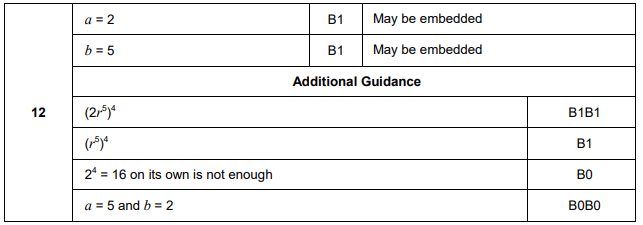 a = 2 B1 May be embedded
b = 5 B1 May be embedded
Additional Guidance
12
(2r⁵)⁴ B1B1
(r⁵)⁴ B1
2⁴ = 16 on its own is not enough B0
a = 5 and b = 2 B0B0